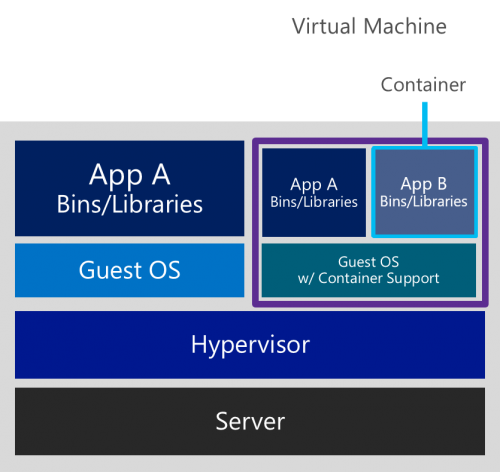 Virtual Machine
Container
App A
Bins/Libraries
App A
Bins/Libraries
App B
Bins/Libraries
Guest OS
Guest OS
w/ Container Support
Hypervisor
Server